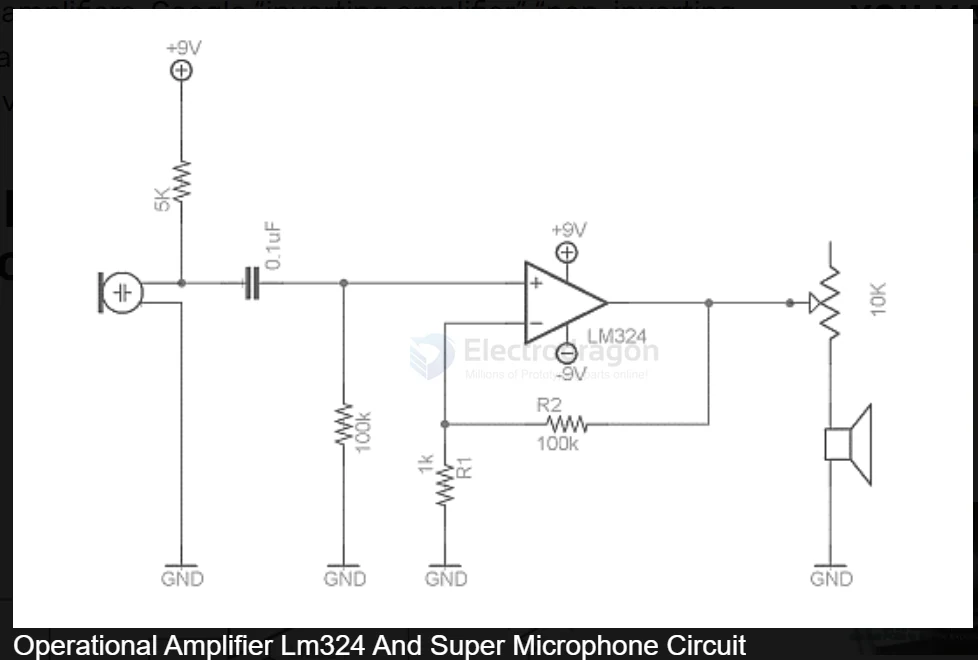 +9V
5K
0.1uF
+9V
LM324
10K
ElectroDragon
-9V
R2
100k
100k
1k
R1
GND
GND
GND
GND
Operational Amplifier Lm324 And Super Microphone Circuit